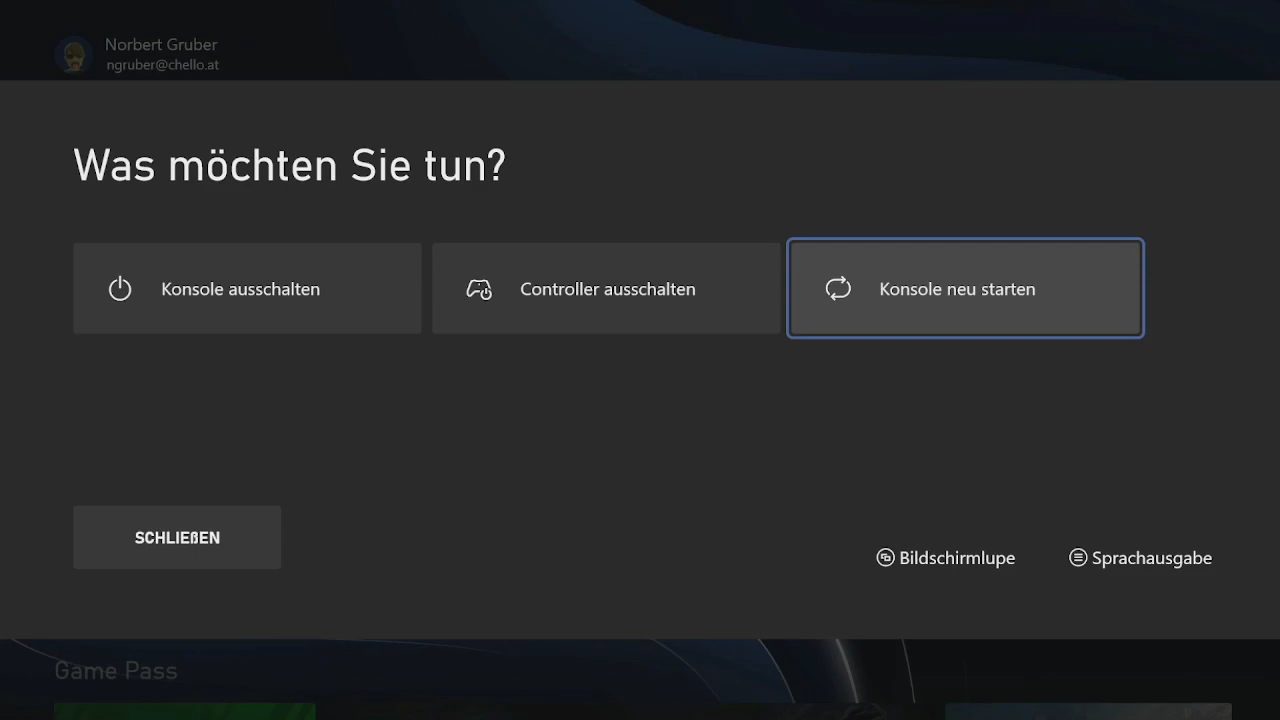 Norbert Gruber
ngruber@chello.at
Was möchten Sie tun?
Konsole ausschalten
Controller ausschalten
Konsole neu starten
SCHLIEẞEN
Bildschirmlupe
Sprachausgabe
Game Pass